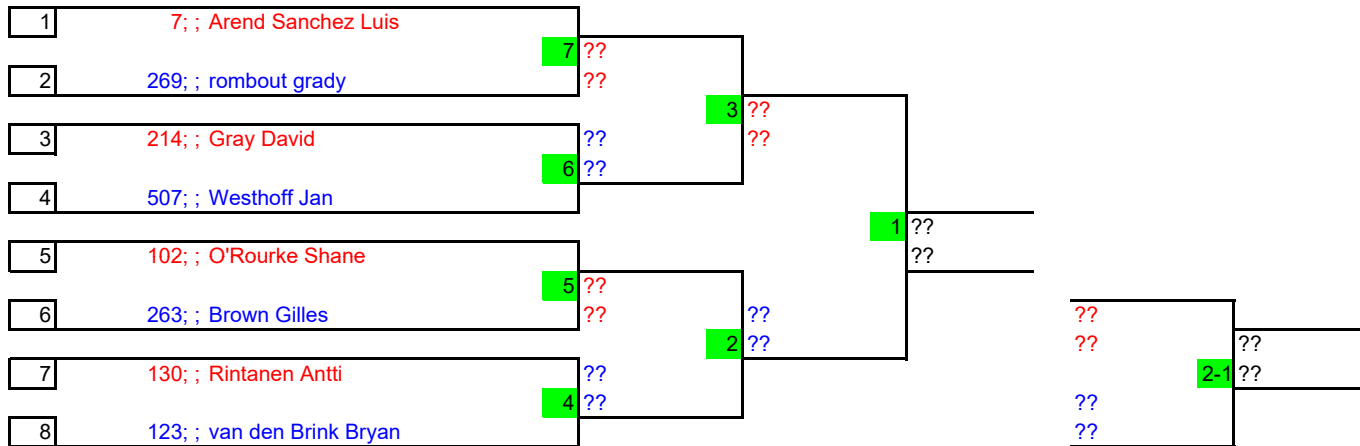 1 7; ; Arend Sanchez Luis
7 ??
2 269; ; rombout grady ??
3 ??
3 214; ; Gray David ?? ??
6 ??
4 507; ; Westhoff Jan
1 ??
5 102; ; O'Rourke Shane ??
5 ??
6 263; ; Brown Gilles ?? ?? ??
2 ?? ?? ??
7 130; ; Rintanen Antti ?? 2-1 ??
4 ?? ??
8 123; ; van den Brink Bryan ??